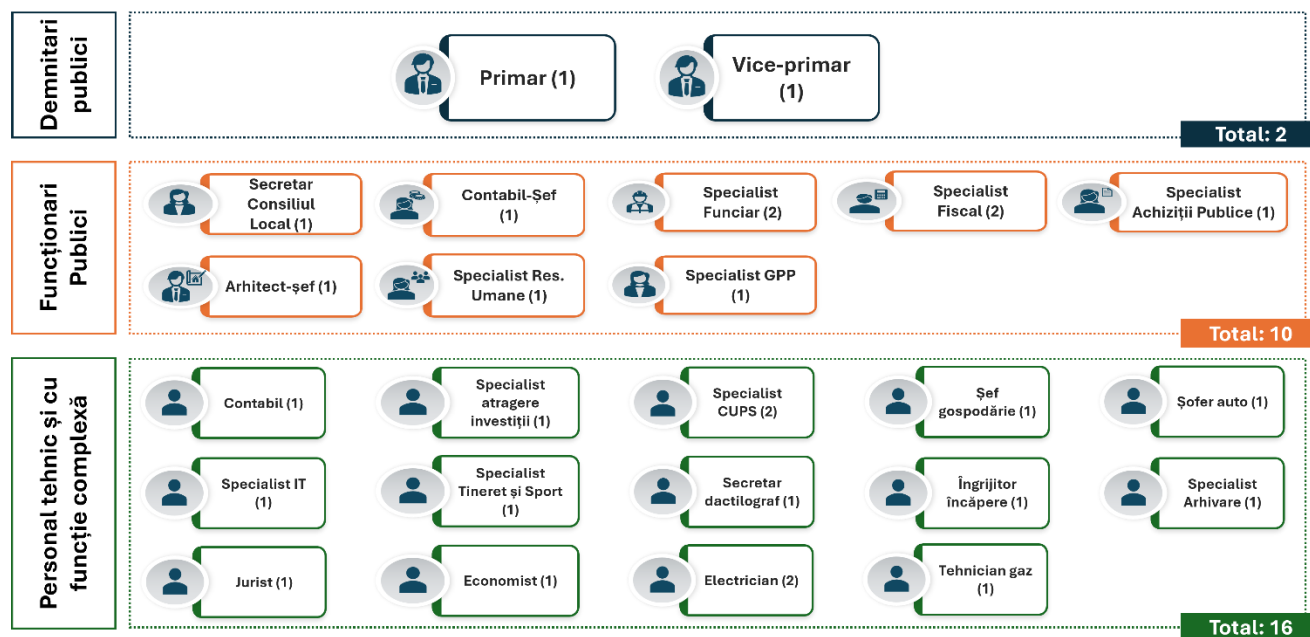 Demnitari
publici
Primar (1)
Vice-primar
(1)
Total: 2
Funcționari
Publici
Secretar
Consiliul
Local (1)
Contabil-Șef
(1)
Specialist
Funciar (2)
Specialist
Fiscal (2)
Specialist
Achiziții Publice (1)
Arhitect-șef (1)
Specialist Res.
Umane (1)
Specialist GPP
(1)
Total: 10
Personal tehnic și cu
funcție complexă
Contabil (1)
Specialist
atragere
investiții (1)
Specialist
CUPS (2)
Șef
gospodărie (1)
Șofer auto (1)
Specialist IT
(1)
Specialist
Tineret și Sport
(1)
Secretar
dactilograf (1)
Îngrijitor
încăpere (1)
Specialist
Arhivare (1)
Jurist (1)
Economist (1)
Electrician (2)
Tehnician gaz
(1)
Total: 16